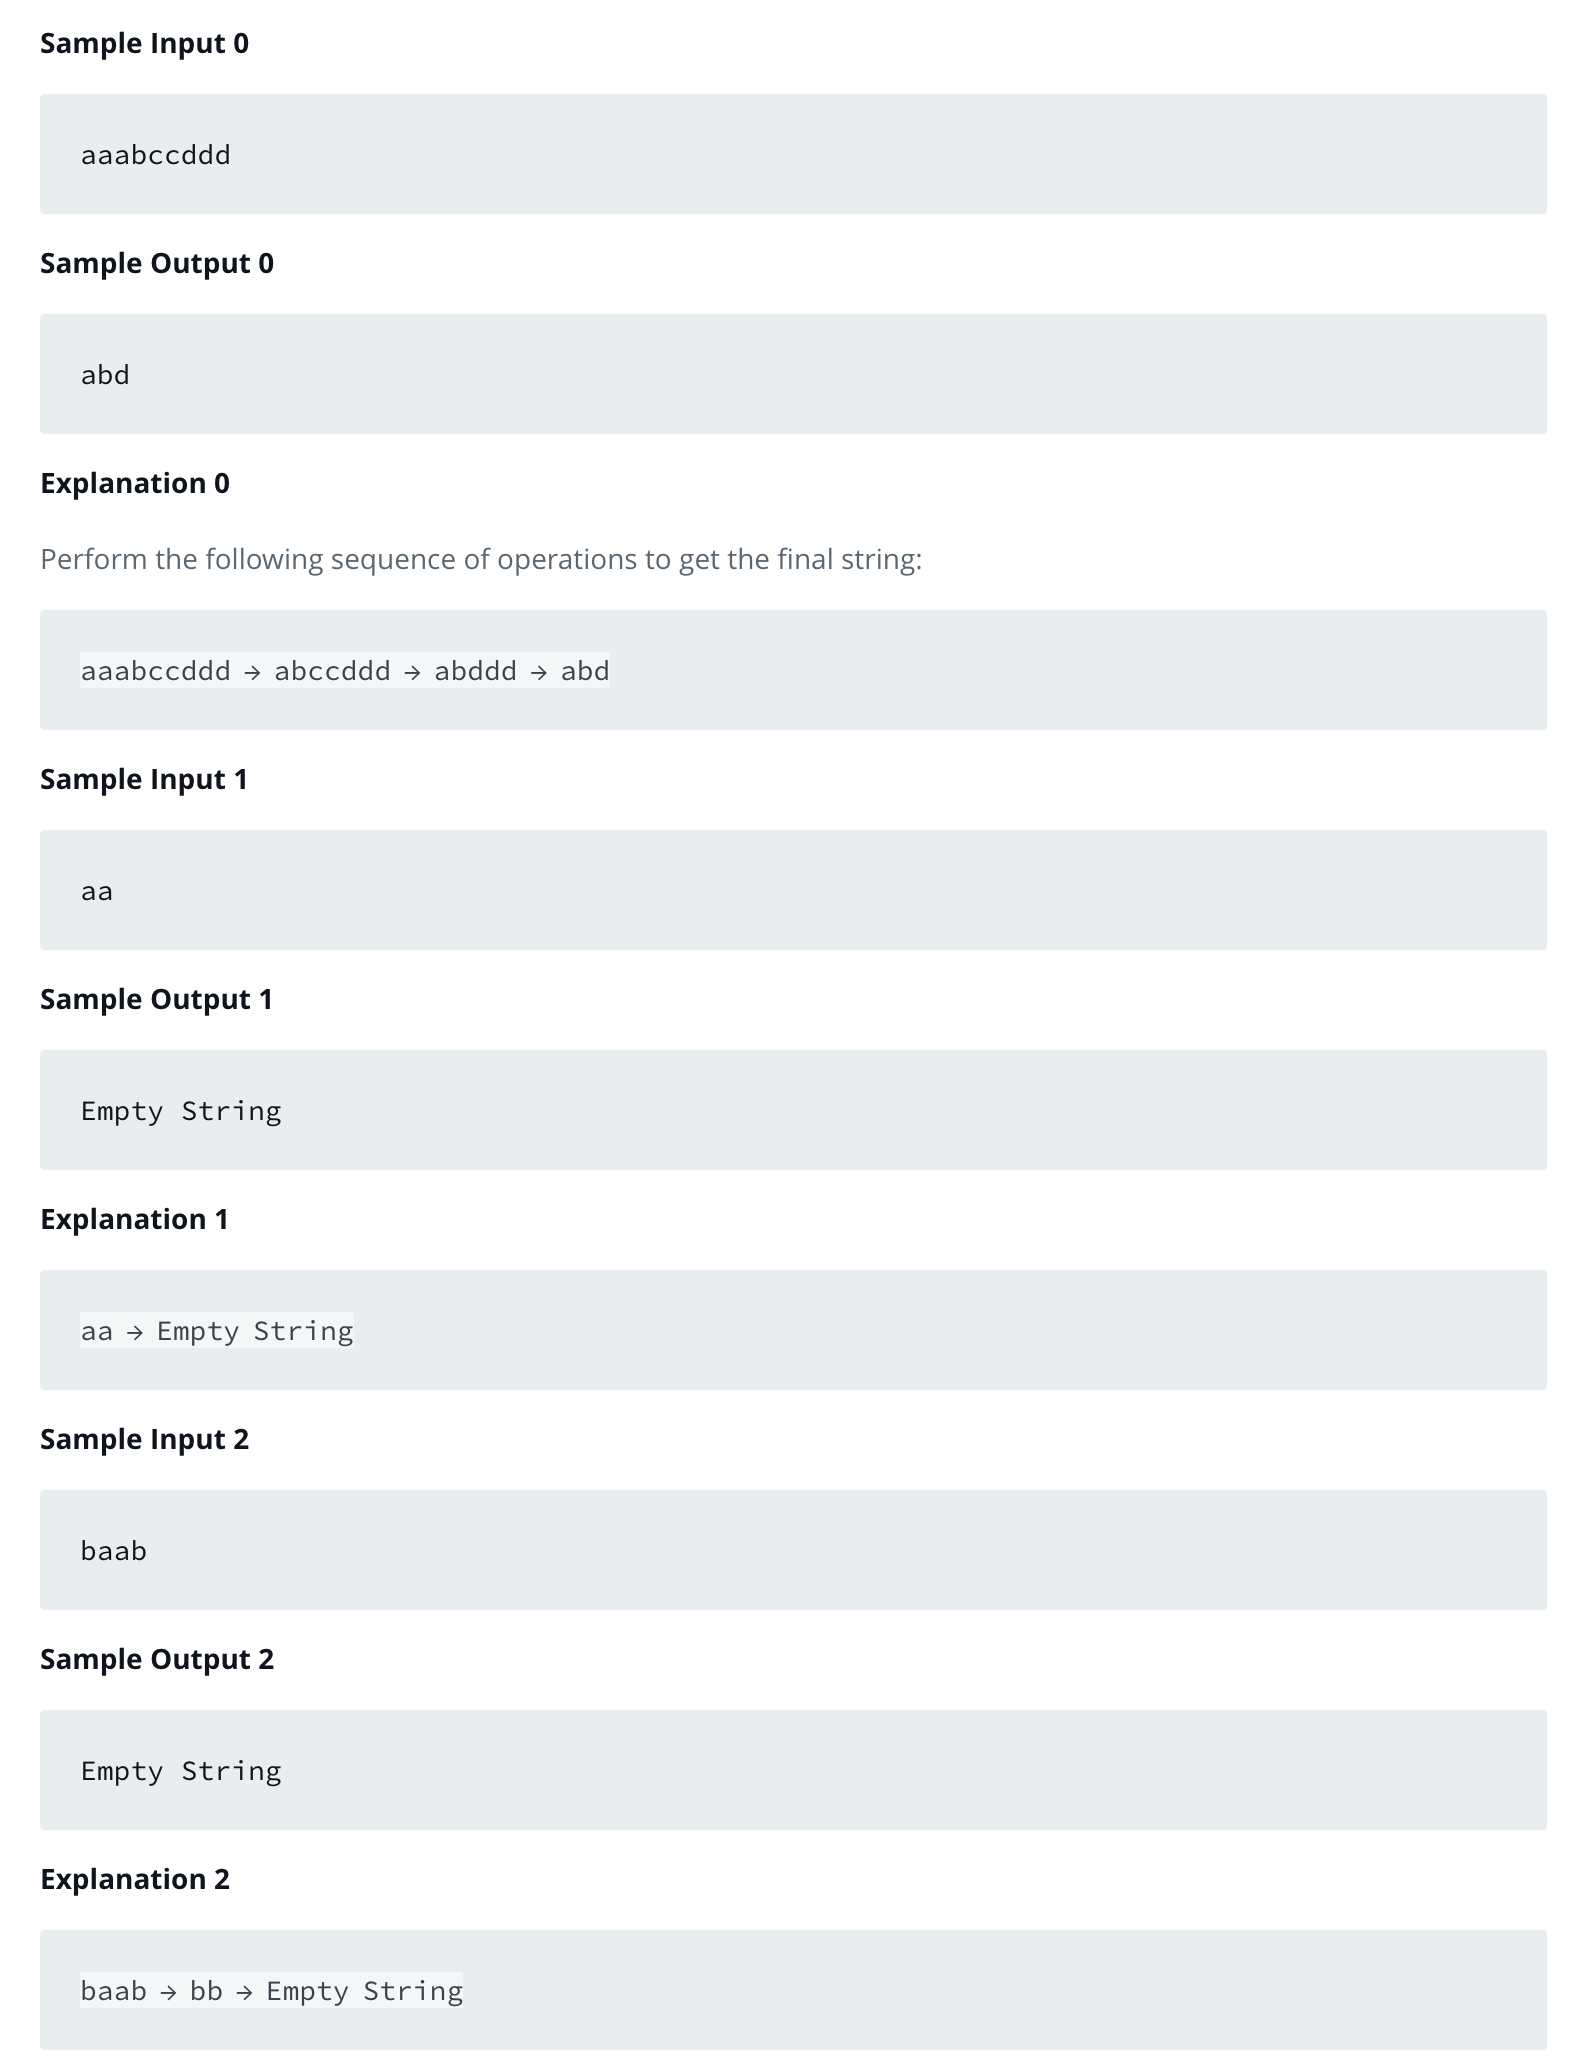 Sample Input 0
aaabccddd
Sample Output 0
abd
Explanation 0
Perform the following sequence of operations to get the final string:
aaabccddd → abccddd → abddd → abd
Sample Input 1
aa
Sample Output 1
Empty String
Explanation 1
aa → Empty String
Sample Input 2
baab
Sample Output 2
Empty String
Explanation 2
baab → bb → Empty String